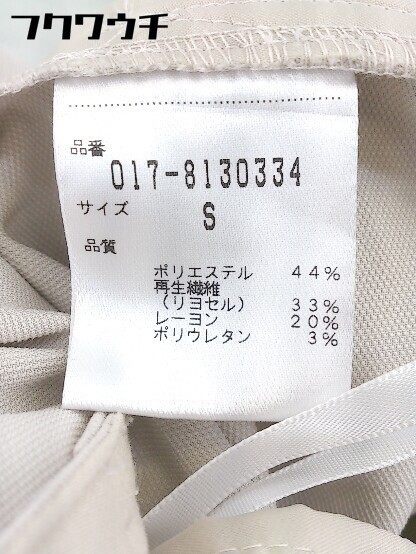 フクワウチ
品番
017-8130334
サイズ S
品質
ポリエステル 44%
再生繊維
(リヨセル) 33%
レーヨン 20%
ポリウレタン 3%